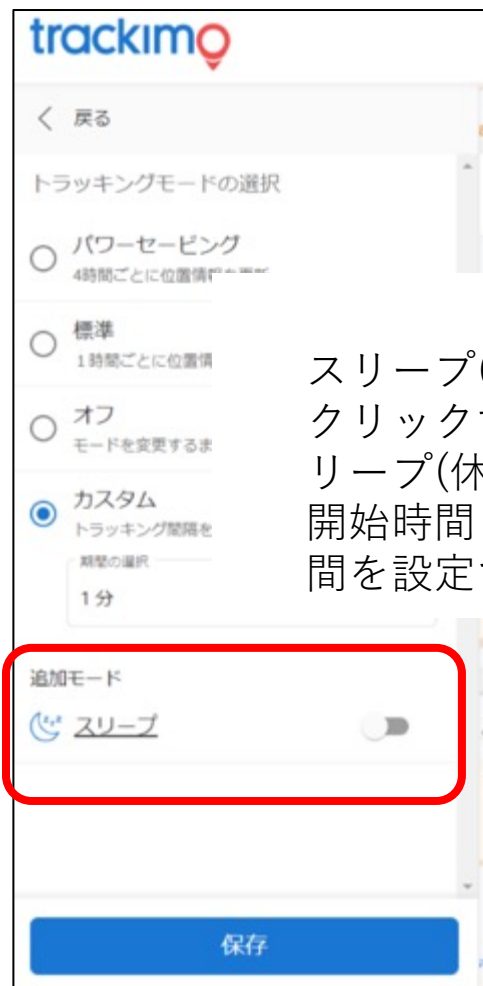 trackimo
戻る
トラッキングモードの選択
パワーセービング
4時間ごとに位置情報を更新
標準
1時間ごとに位置情
オフ
モードを変更するま
カスタム
トラッキング間隔を
期間の選択
1 分
スリープ(
クリックす
リープ(休
開始時間
間を設定す
追加モード
スリープ
保存